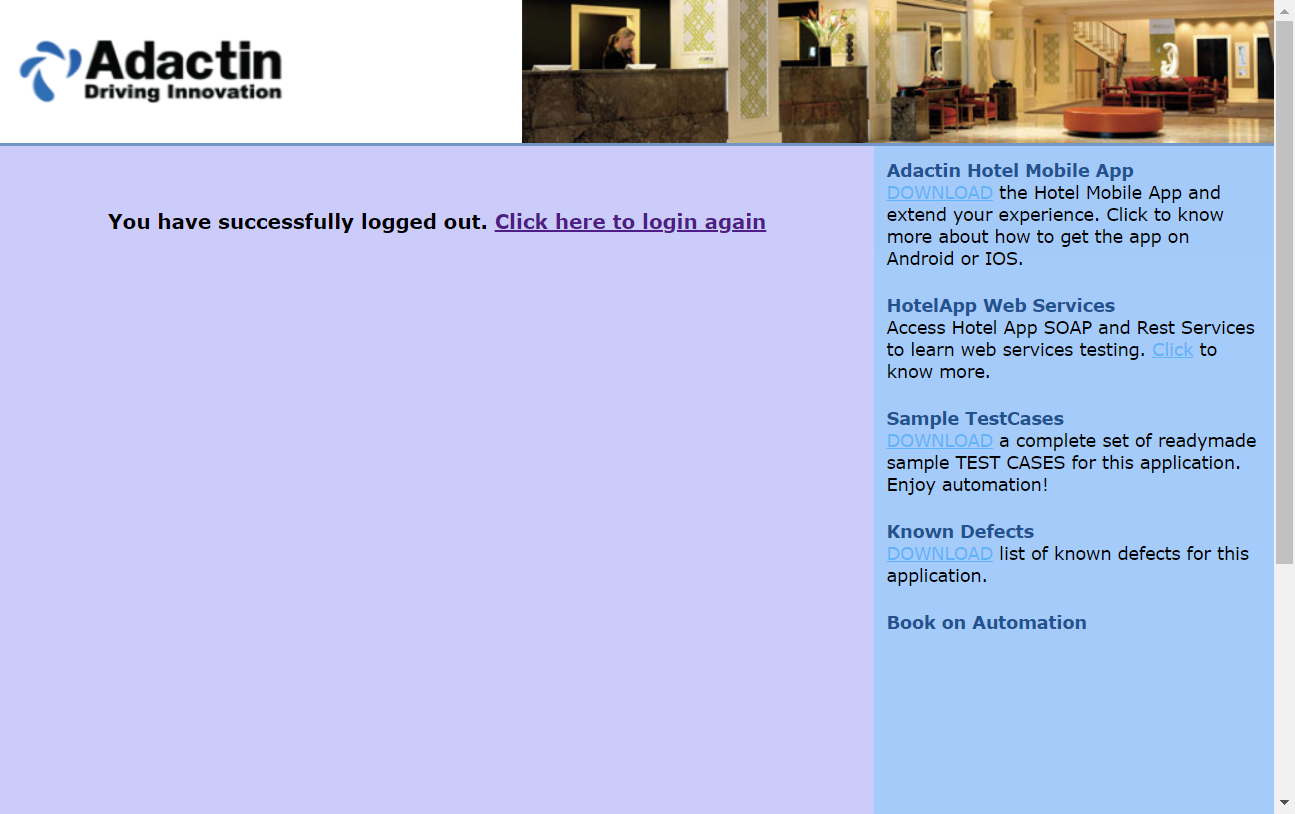 Adactin
Driving Innovation
You have successfully logged out. Click here to login again
Adactin Hotel Mobile App
DOWNLOAD the Hotel Mobile App and
extend your experience. Click to know
more about how to get the app on
Android or IOS.
HotelApp Web Services
Access Hotel App SOAP and Rest Services
to learn web services testing. Click to
know more.
Sample TestCases
DOWNLOAD a complete set of readymade
sample TEST CASES for this application.
Enjoy automation!
Known Defects
DOWNLOAD list of known defects for this
application.
Book on Automation